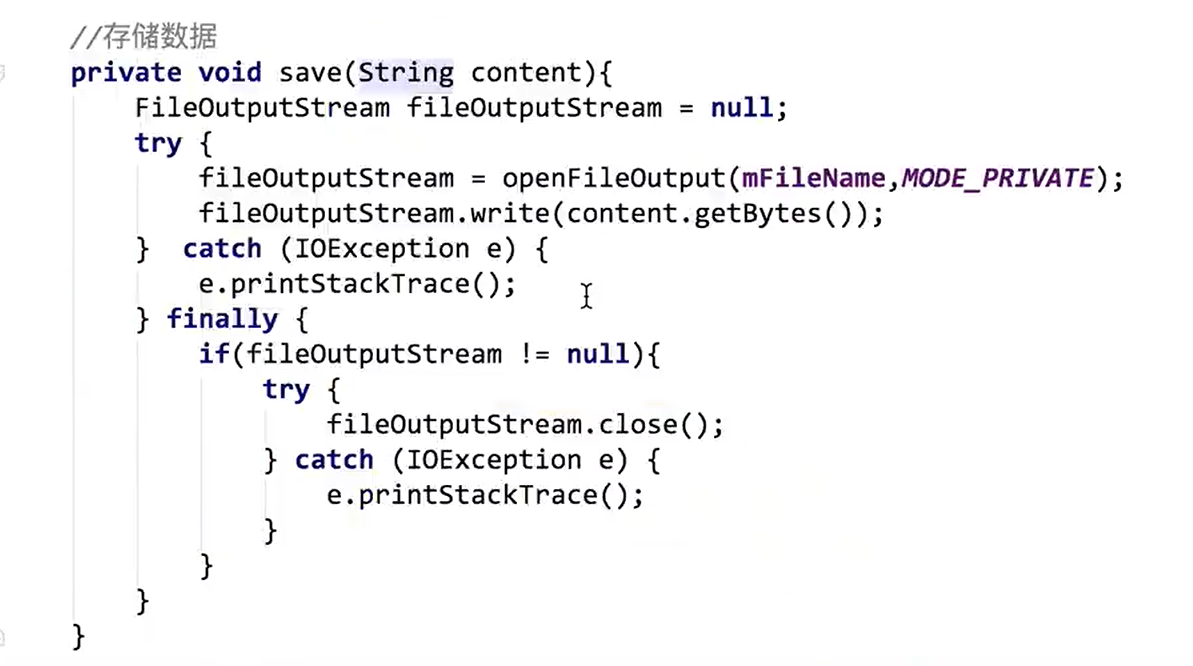 //存储数据
private void save(String content){
    FileOutputStream fileOutputStream = null;
    try {
        fileOutputStream = openFileOutput(mFileName,MODE_PRIVATE);
        fileOutputStream.write(content.getBytes());
    }  catch (IOException e) {
        e.printStackTrace();
    } finally {
        if(fileOutputStream != null){
            try {
                fileOutputStream.close();
            } catch (IOException e) {
                e.printStackTrace();
            }
        }
    }
}